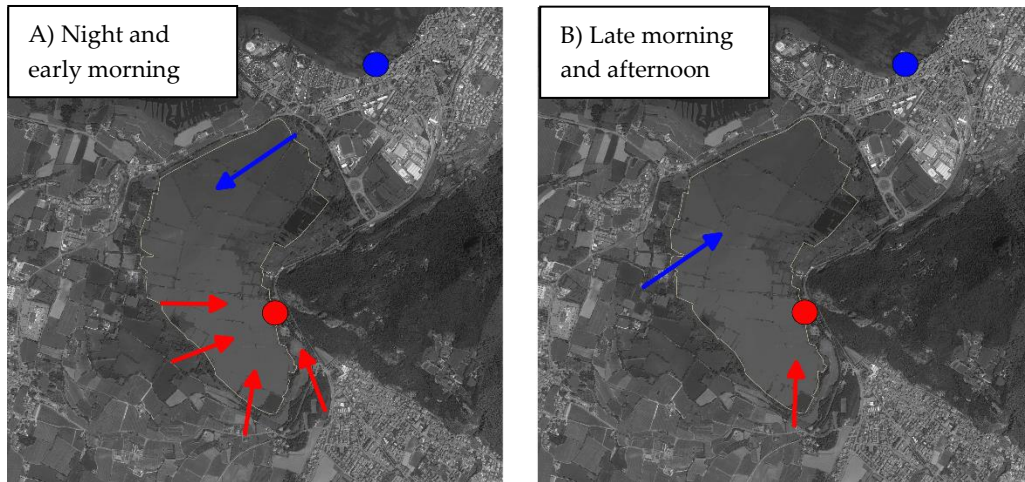 A) Night and
early morning
B) Late morning
and afternoon